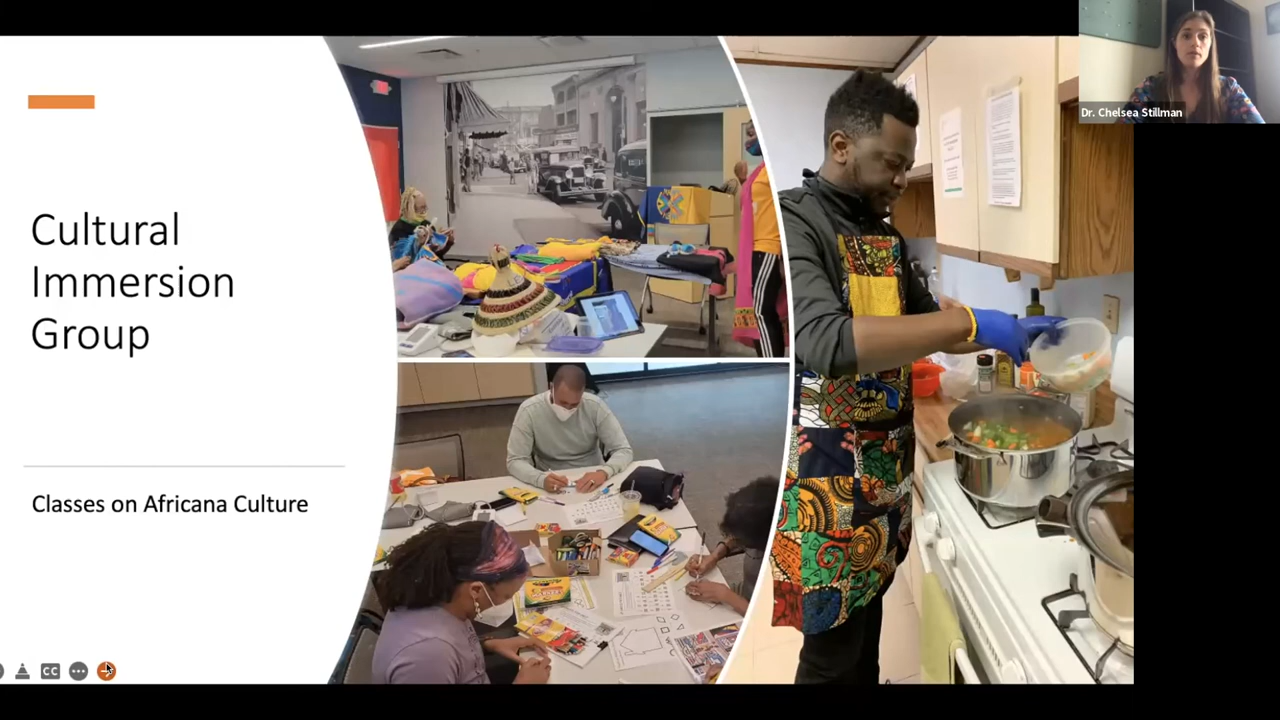 Cultural
Immersion
Group
Classes on Africana Culture
Dr. Chelsea Stillman
CC